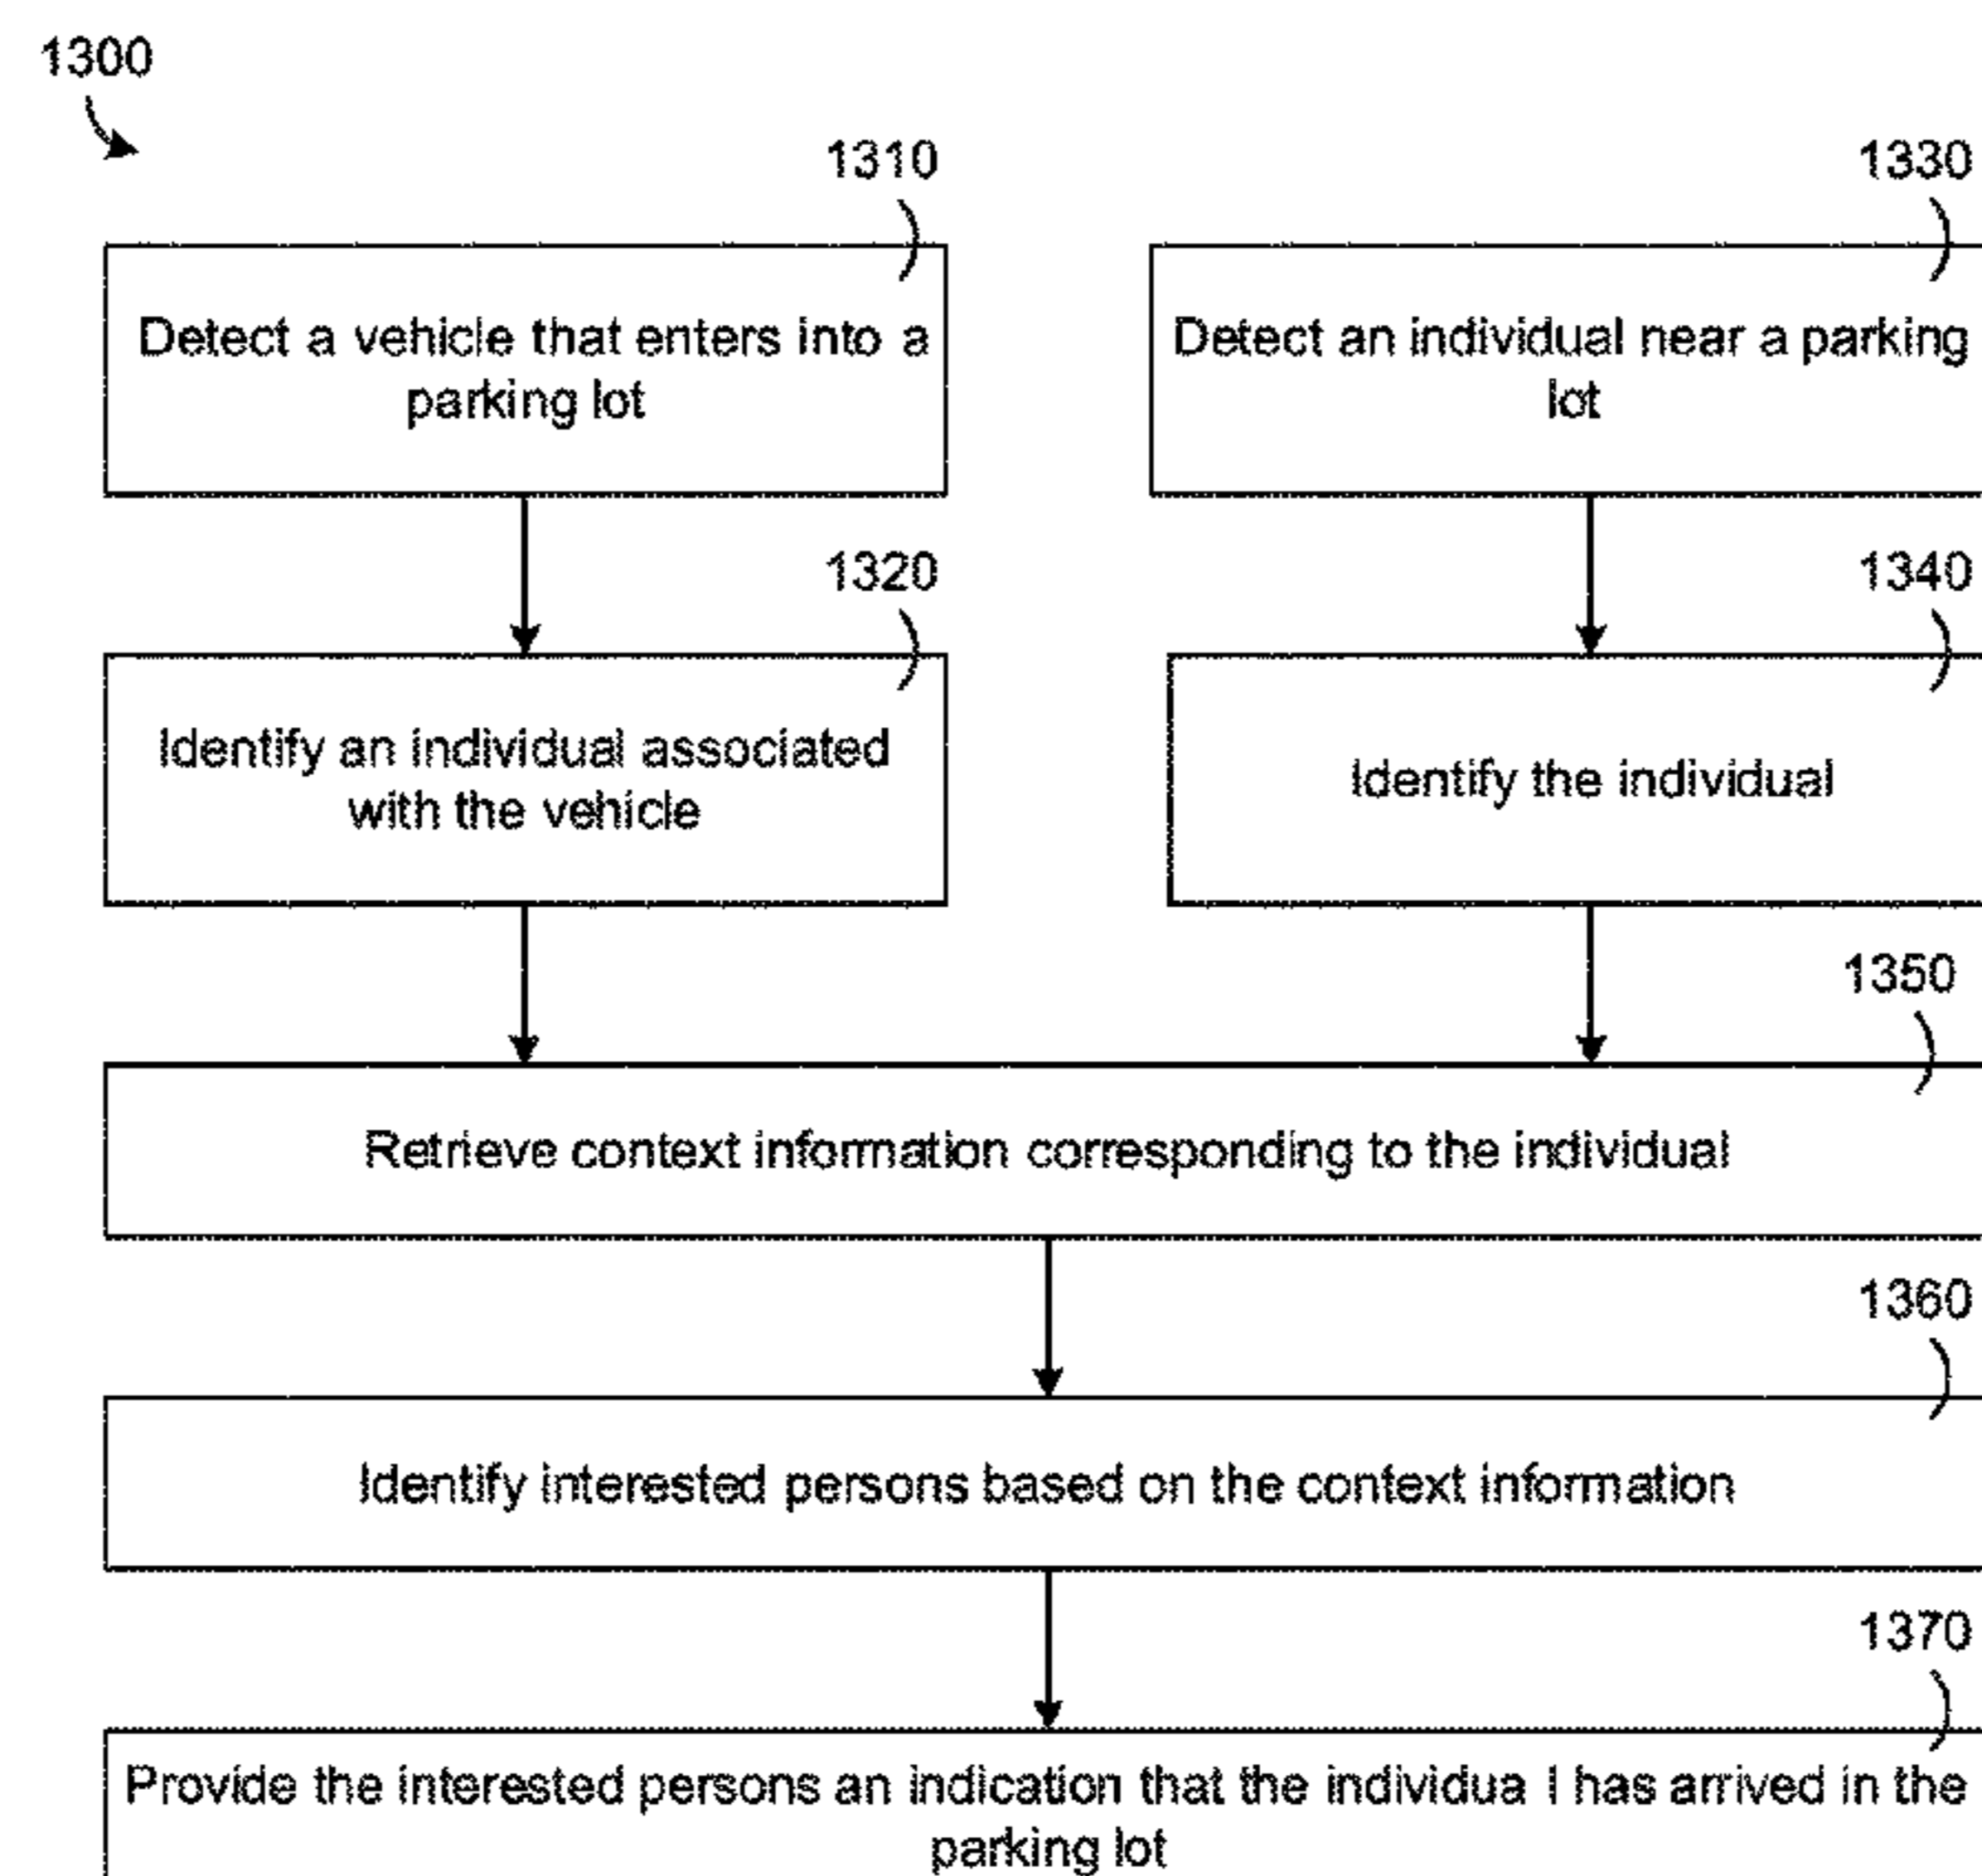 1300
1310
1330
Detect a vehicle that enters into a
parking lot
Detect an individual near a parking
lot
1320
1340
Identify an individual associated
with the vehicle
Identify the individual
1350
Retrieve context information corresponding to the individual
1360
Identify interested persons based on the context information
1370
Provide the interested persons an indication that the individua l has arrived in the
parking lot